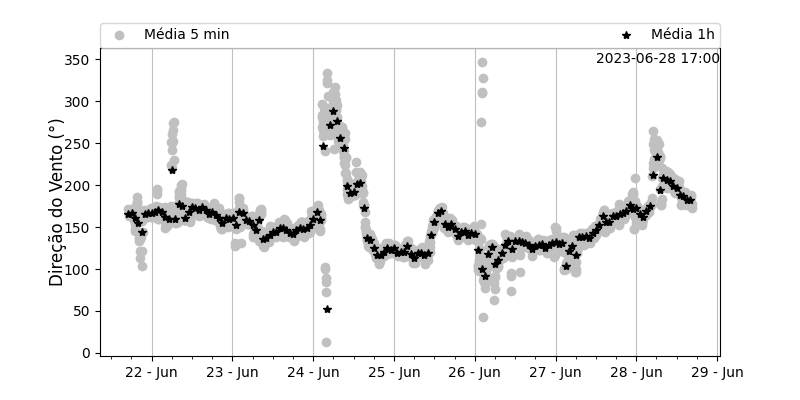 Média 5 min
Média 1h
2023-06-28 17:00
Direção do Vento (°)
350
300
250
200
150
100
50
0
22 - Jun
23 - Jun
24 - Jun
25 - Jun
26 - Jun
27 - Jun
28 - Jun
29 - Jun